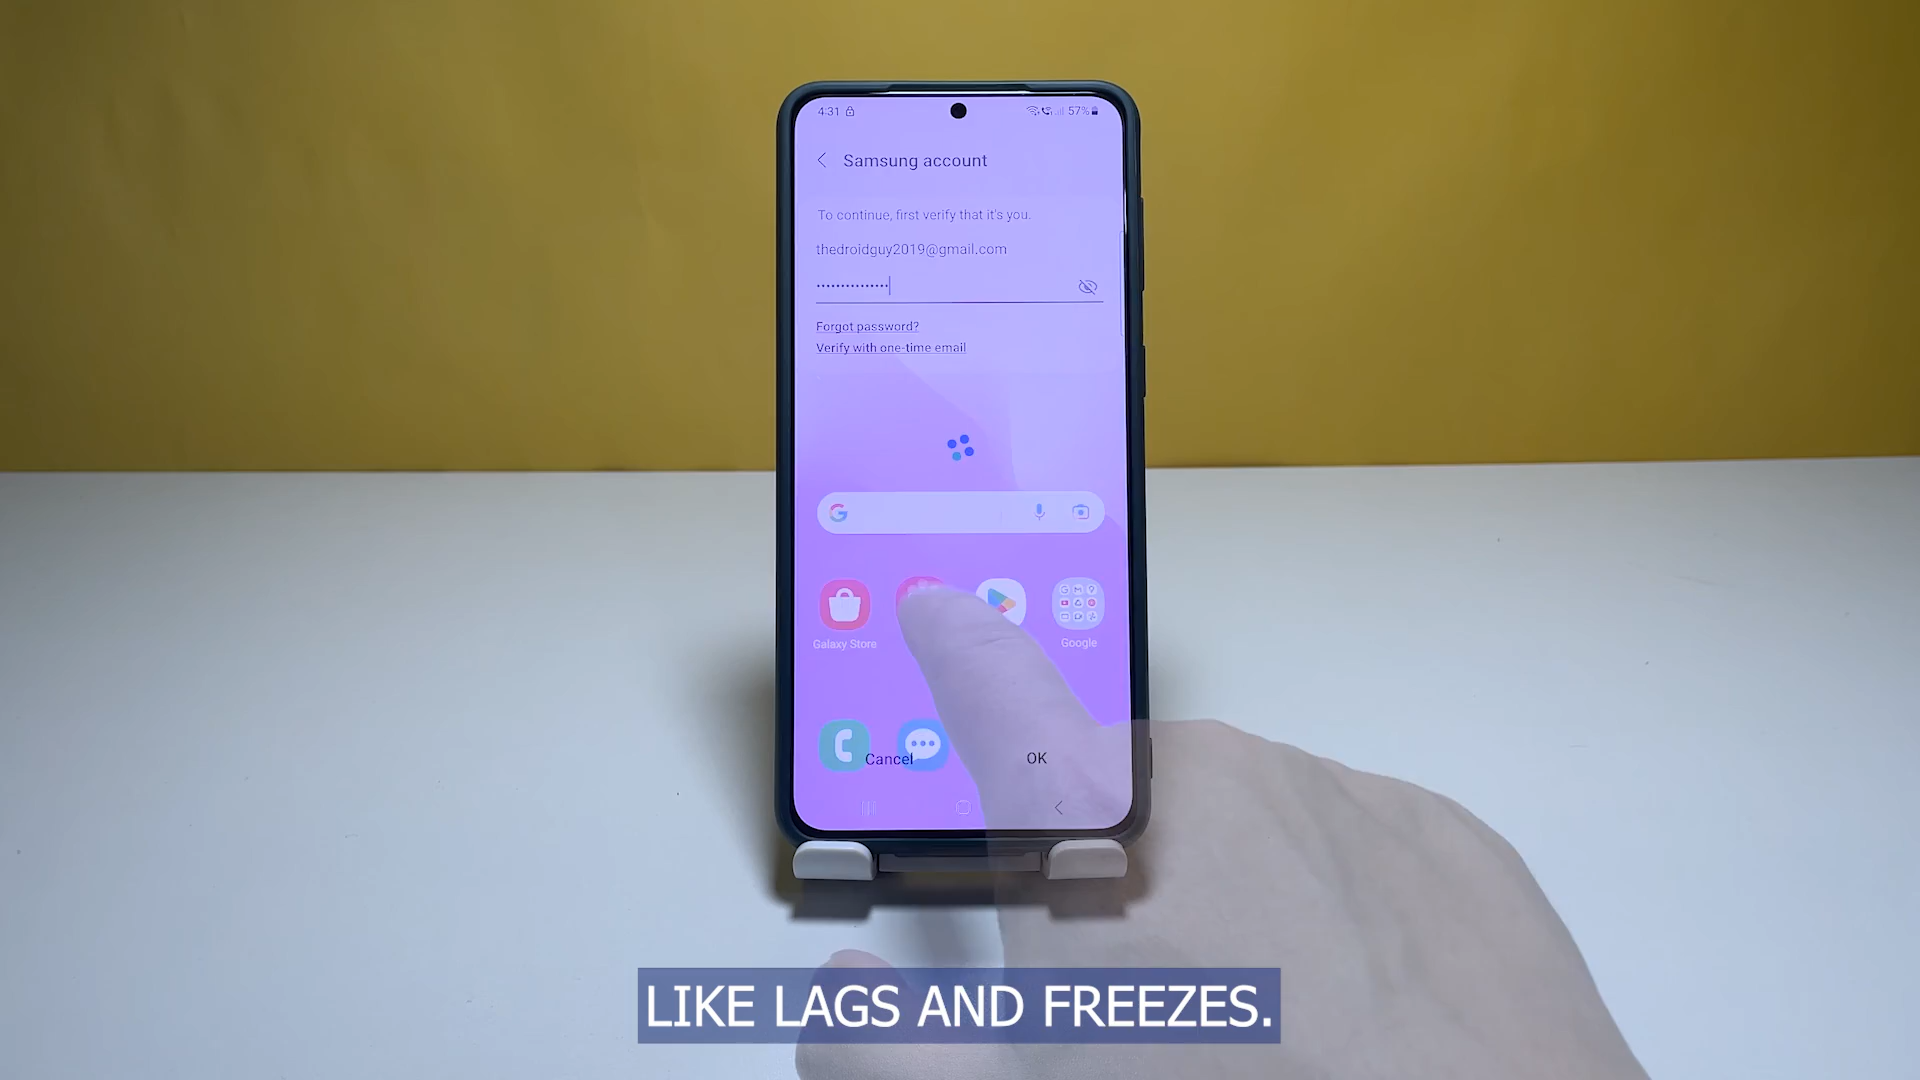 4:31
57%
Samsung account
To continue, first verify that it's you.
thedroidguy2019@gmail.com
Forgot password?
Verify with one-time email
Galaxy Store
Google
Cancel
OK
LIKE LAGS AND FREEZES.